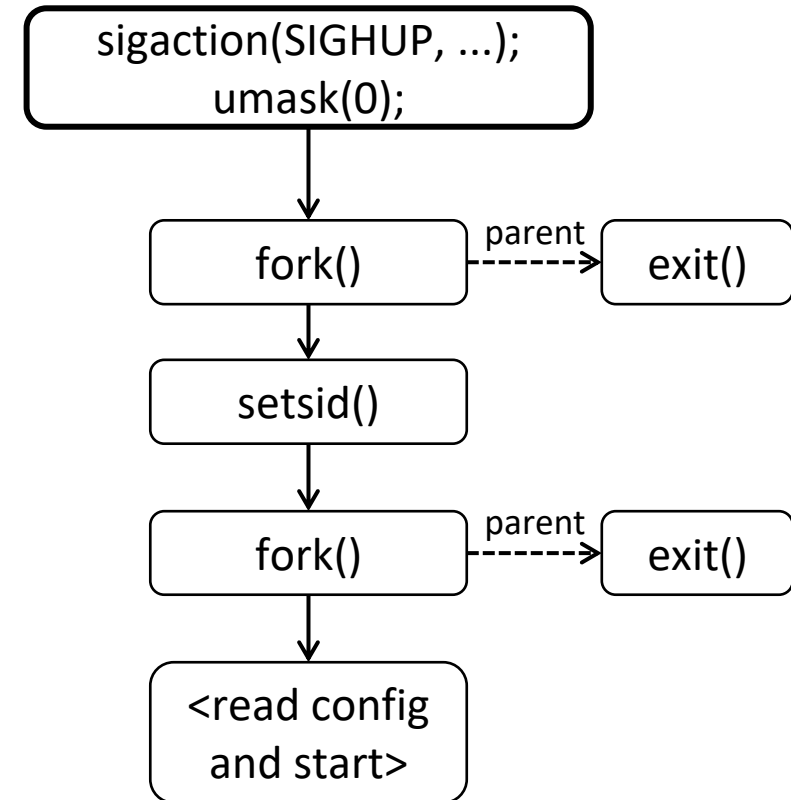 sigaction(SIGHUP, ...);
umask(0);
fork()
parent
exit()
setsid()
fork()
parent
exit()
<read config
and start>